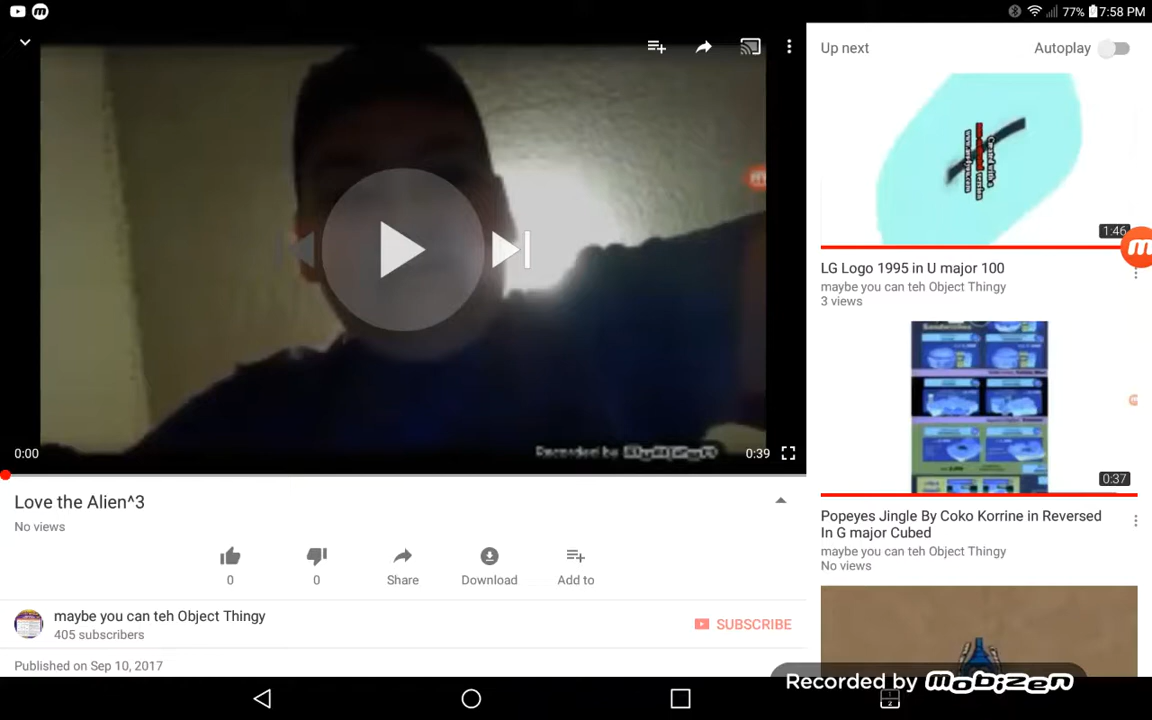 77% 7:58 PM
Up next
Autoplay
1:46
LG Logo 1995 in U major 100
maybe you can teh Object Thingy
3 views
Recorded by
0:00
0:39
0:37
Love the Alien^3
No views
0
0
Share
Download
Add to
Popeyes Jingle By Coko Korrine in Reversed
In G major Cubed
maybe you can teh Object Thingy
No views
maybe you can teh Object Thingy
405 subscribers
SUBSCRIBE
Published on Sep 10, 2017
Recorded by mobizen